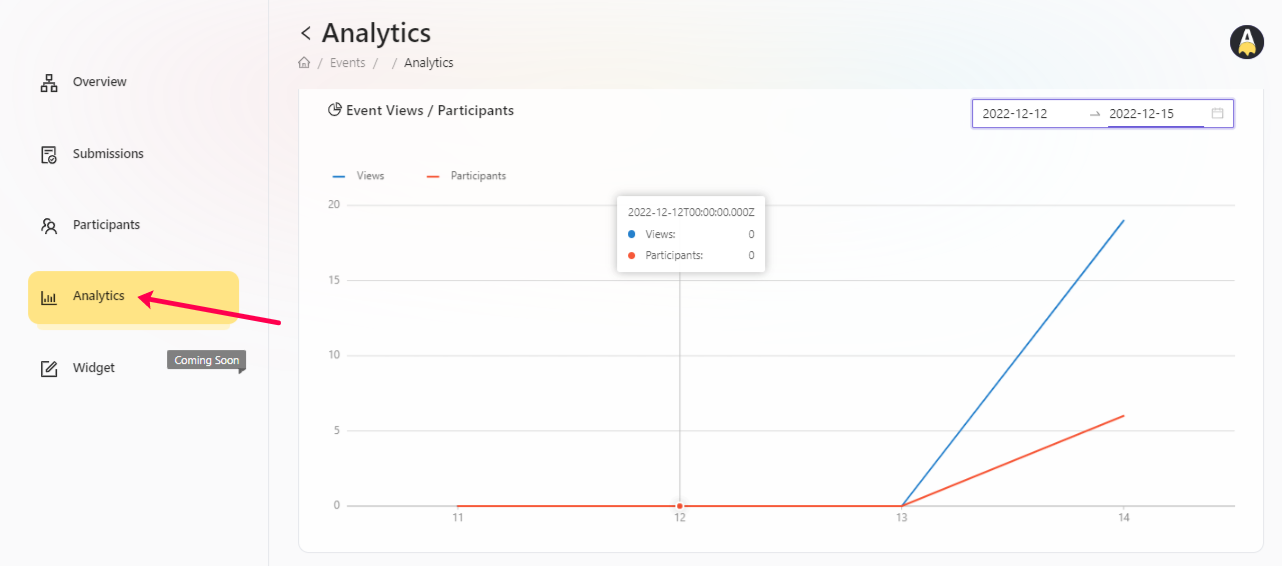 Analytics
/ Events / / Analytics
Overview
Submissions
Participants
Analytics
Widget
Coming Soon
Event Views / Participants
2022-12-12 → 2022-12-15
Views Participants
20
15
10
5
0
2022-12-12T00:00:00.000Z
Views: 0
Participants: 0
11 12 13 14